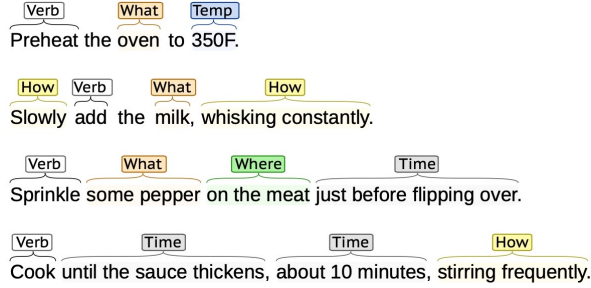 Verb What Temp
Preheat the oven to 350F.
How Verb What How
Slowly add the milk, whisking constantly.
Verb What Where Time
Sprinkle some pepper on the meat just before flipping over.
Verb Time Time How
Cook until the sauce thickens, about 10 minutes, stirring frequently.